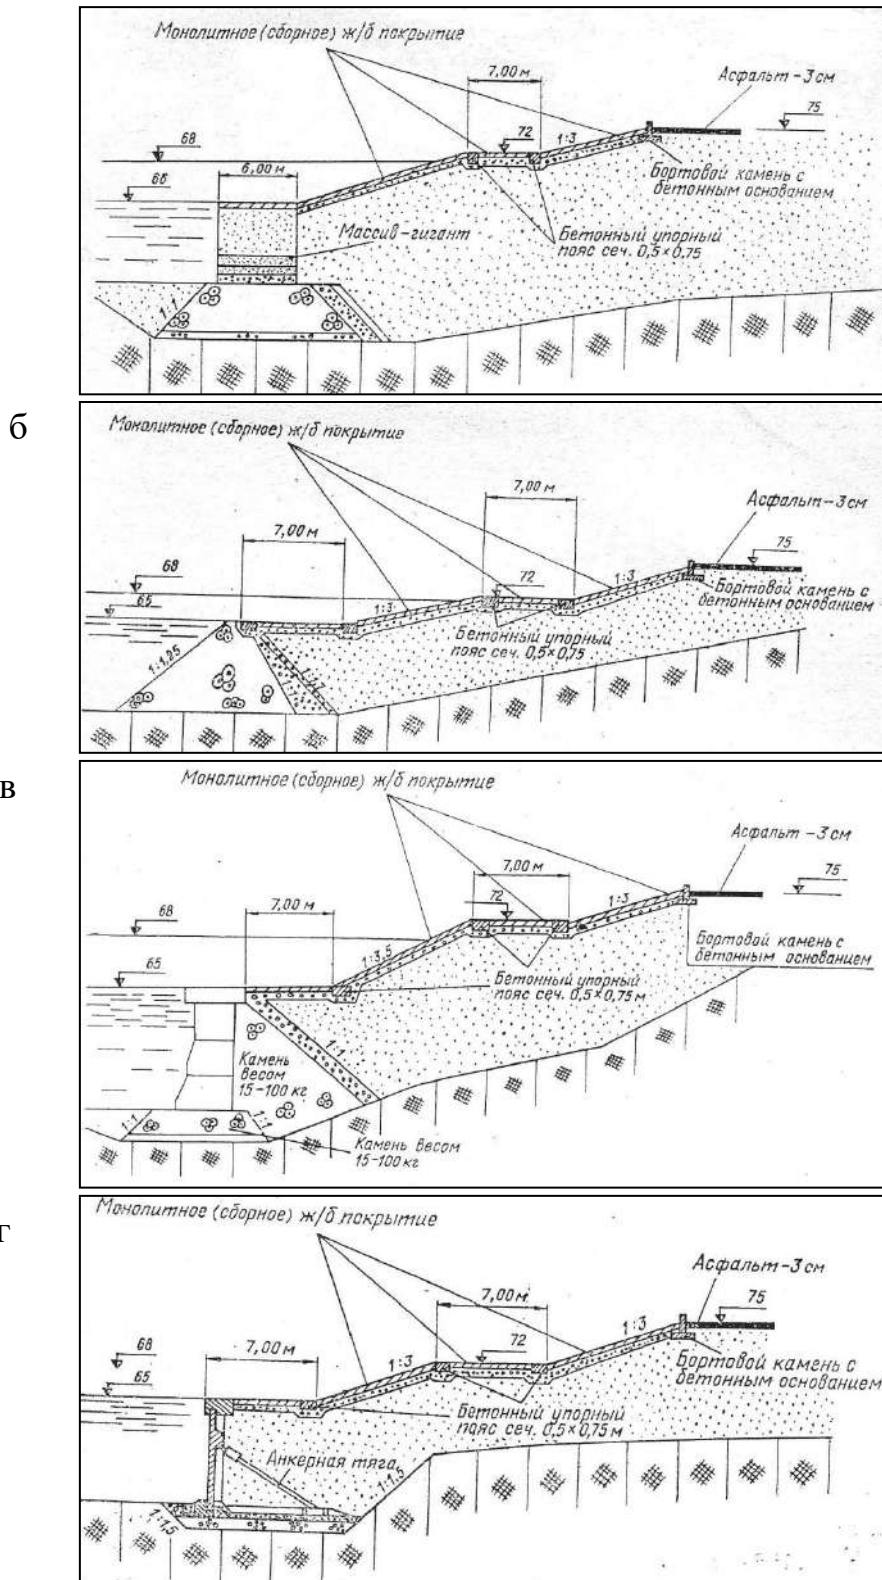 Монолитное (сборное) ж/б покрытие
7,00 м
Асфальт – 3 см
75
72
1:3
68
66
6,00 м
Бортовой камень с
бетонным основанием
Массив-гигант
Бетонный упорный
пояс сеч. 0,5×0,75
1:1
б
Монолитное (сборное) ж/б покрытие
7,00 м
Асфальт – 3 см
7,00 м
75
68
72
1:3
65
1:3
Бортовой камень с
бетонным основанием
Бетонный упорный
пояс сеч. 0,5×0,75
1:1,25
в
Монолитное (сборное) ж/б покрытие
Асфальт – 3 см
7,00 м
75
7,00 м
72
1:3
68
1:3,5
Бортовой камень с
бетонным основанием
65
Бетонный упорный
пояс сеч. 0,5×0,75 м
1:1
Камень
весом
15-100 кг
1:1
1:1
Камень весом
15-100 кг
г
Монолитное (сборное) ж/б покрытие
Асфальт – 3 см
7,00 м
75
68
7,00 м
72
1:3
65
1:3
Бортовой камень с
бетонным основанием
Бетонный упорный
пояс сеч. 0,5×0,75 м
Анкерная тяга
1:1,5
1:1,5